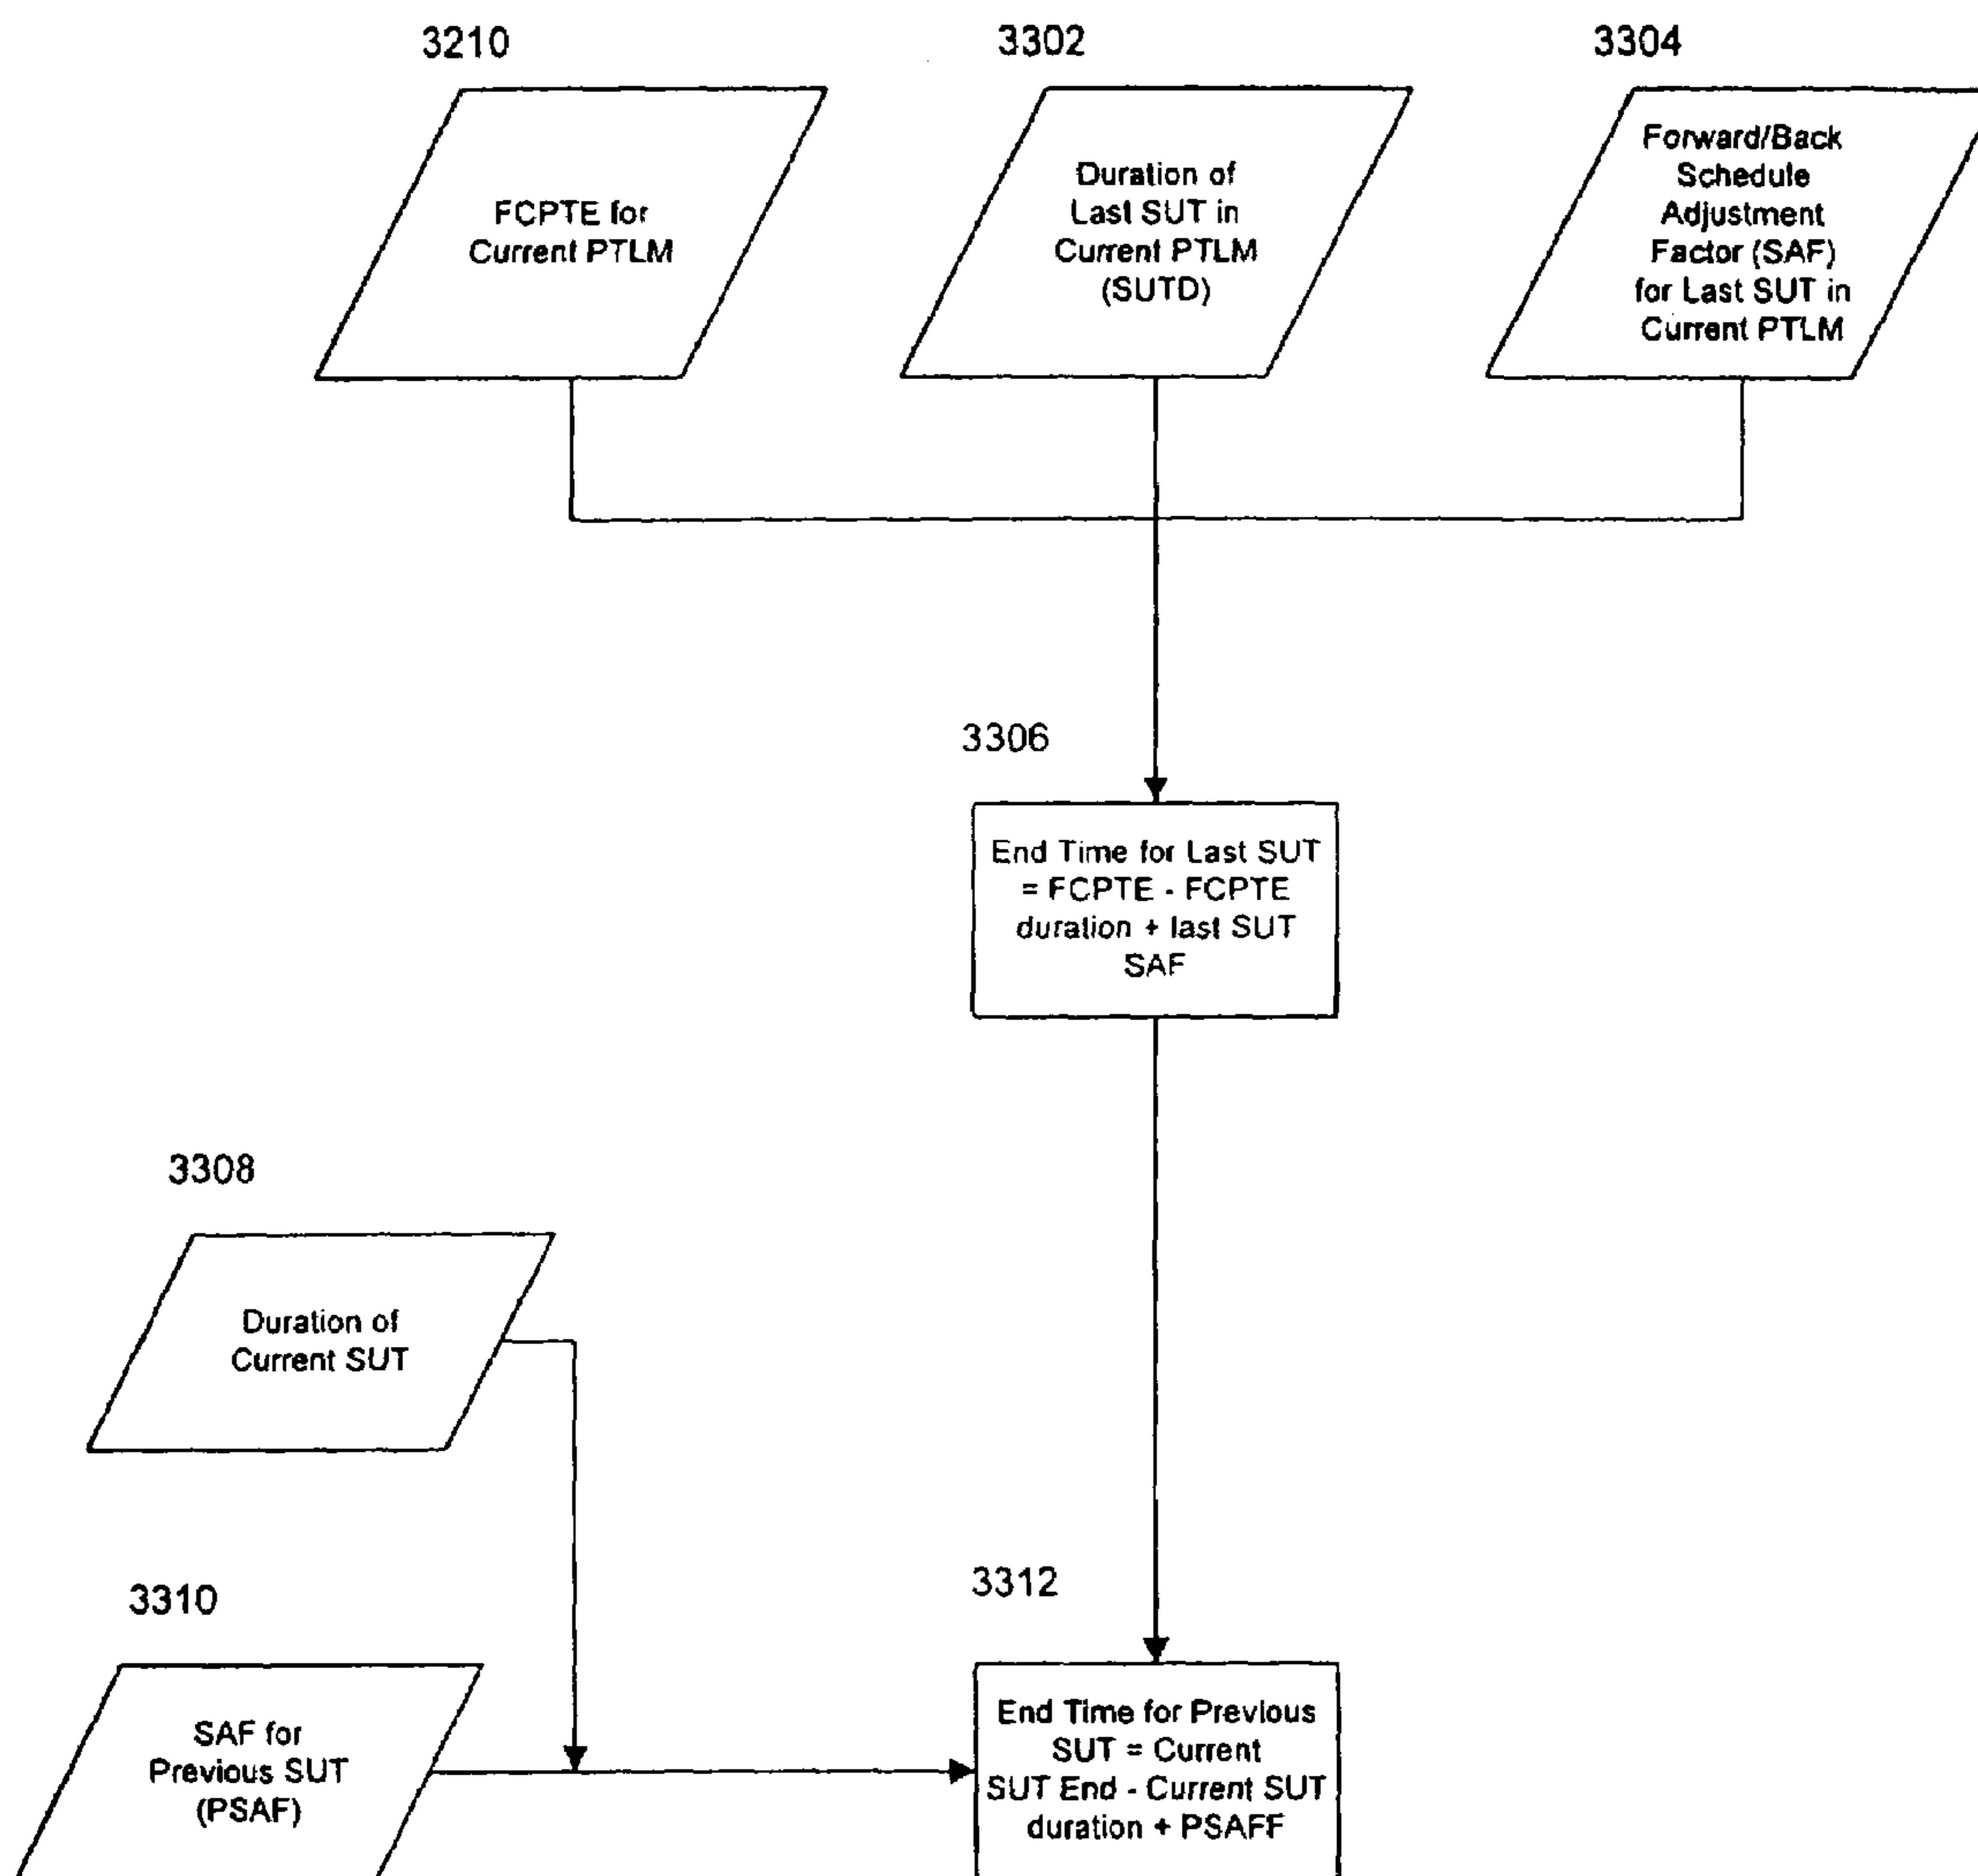 3210
3302
3304
FCPTE for
Current PTLM
Duration of
Last SUT in
Current PTLM
(SUTD)
Forward/Back
Schedule
Adjustment
Factor (SAF)
for Last SUT in
Current PTLM
3306
End Time for Last SUT
= FCPTE - FCPTE
duration + last SUT
SAF
3308
Duration of
Current SUT
3310
SAF for
Previous SUT
(PSAF)
3312
End Time for Previous
SUT = Current
SUT End - Current SUT
duration + PSAFF